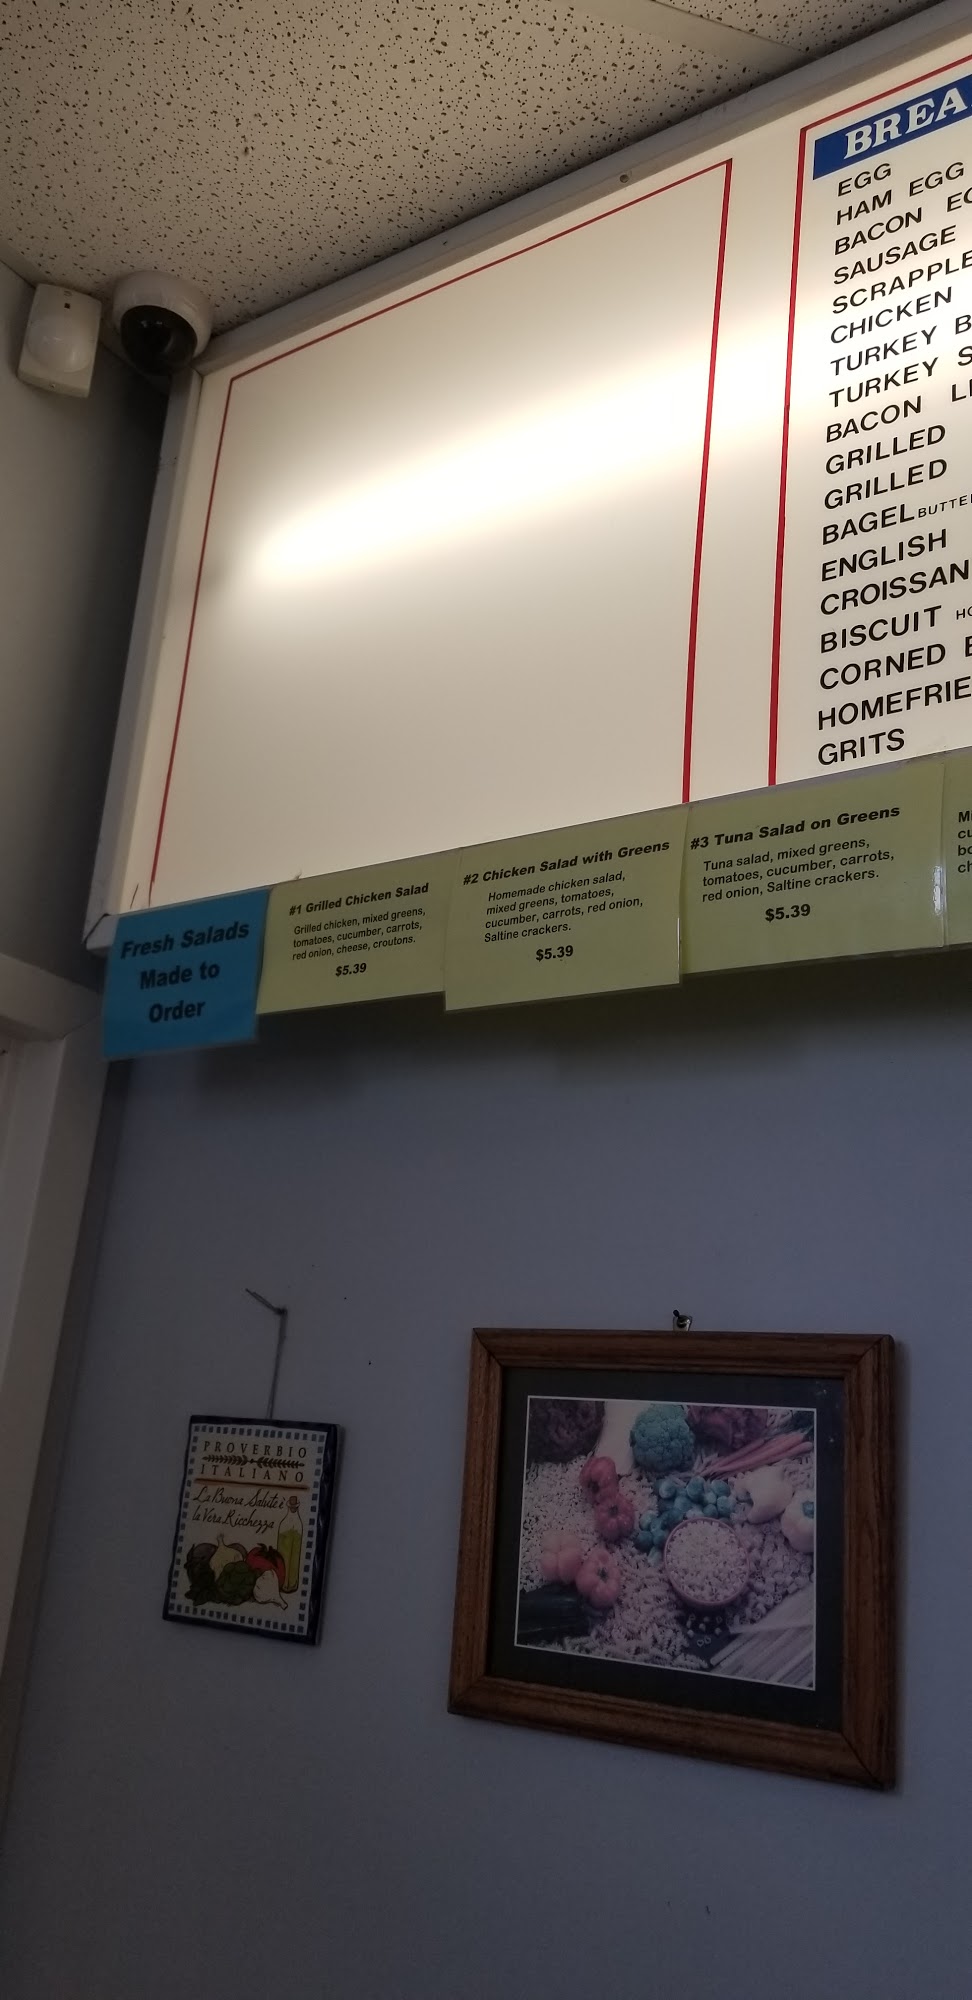 BREA
EGG
HAM EGG
BACON EG
SAUSAGE
SCRAPPLE
CHICKEN
TURKEY B
TURKEY S
BACON
GRILLED
GRILLED
BAGEL BUTTE
ENGLISH
CROISSAN
BISCUIT HO
CORNED
HOMEFRIE
GRITS
Fresh Salads
Made to
Order
#1 Grilled Chicken Salad
Grilled chicken, mixed greens,
tomatoes, cucumber, carrots,
red onion, cheese, croutons.
$5.39
#2 Chicken Salad with Greens
Homemade chicken salad,
mixed greens, tomatoes,
cucumber, carrots, red onion,
Saltine crackers.
$5.39
#3 Tuna Salad on Greens
Tuna salad, mixed greens,
tomatoes, cucumber, carrots,
red onion, Saltine crackers.
$5.39
PROVERBIO
ITALIANO
La Buona Salute è
la Vera Ricchezza